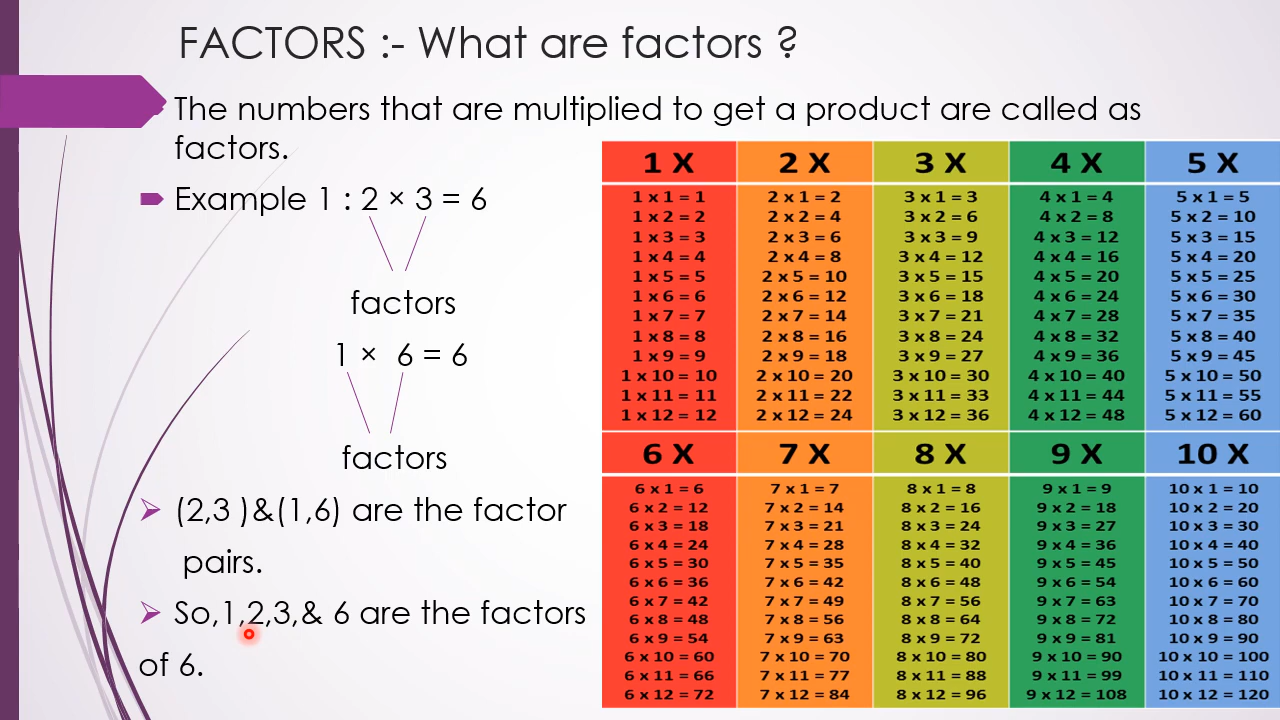 FACTORS :- What are factors ?
The numbers that are multiplied to get a product are called as
factors.
Example 1 : 2 × 3 = 6
factors
1 × 6 = 6
factors
(2,3 )&(1,6) are the factor
pairs.
So,1,2,3,& 6 are the factors
of 6.
1 X 2 X 3 X 4 X 5 X
1 x 1 = 1 2 x 1 = 2 3 x 1 = 3 4 x 1 = 4 5 x 1 = 5
1 x 2 = 2 2 x 2 = 4 3 x 2 = 6 4 x 2 = 8 5 x 2 = 10
1 x 3 = 3 2 x 3 = 6 3 x 3 = 9 4 x 3 = 12 5 x 3 = 15
1 x 4 = 4 2 x 4 = 8 3 x 4 = 12 4 x 4 = 16 5 x 4 = 20
1 x 5 = 5 2 x 5 = 10 3 x 5 = 15 4 x 5 = 20 5 x 5 = 25
1 x 6 = 6 2 x 6 = 12 3 x 6 = 18 4 x 6 = 24 5 x 6 = 30
1 x 7 = 7 2 x 7 = 14 3 x 7 = 21 4 x 7 = 28 5 x 7 = 35
1 x 8 = 8 2 x 8 = 16 3 x 8 = 24 4 x 8 = 32 5 x 8 = 40
1 x 9 = 9 2 x 9 = 18 3 x 9 = 27 4 x 9 = 36 5 x 9 = 45
1 x 10 = 10 2 x 10 = 20 3 x 10 = 30 4 x 10 = 40 5 x 10 = 50
1 x 11 = 11 2 x 11 = 22 3 x 11 = 33 4 x 11 = 44 5 x 11 = 55
1 x 12 = 12 2 x 12 = 24 3 x 12 = 36 4 x 12 = 48 5 x 12 = 60
6 X 7 X 8 X 9 X 10 X
6 x 1 = 6 7 x 1 = 7 8 x 1 = 8 9 x 1 = 9 10 x 1 = 10
6 x 2 = 12 7 x 2 = 14 8 x 2 = 16 9 x 2 = 18 10 x 2 = 20
6 x 3 = 18 7 x 3 = 21 8 x 3 = 24 9 x 3 = 27 10 x 3 = 30
6 x 4 = 24 7 x 4 = 28 8 x 4 = 32 9 x 4 = 36 10 x 4 = 40
6 x 5 = 30 7 x 5 = 35 8 x 5 = 40 9 x 5 = 45 10 x 5 = 50
6 x 6 = 36 7 x 6 = 42 8 x 6 = 48 9 x 6 = 54 10 x 6 = 60
6 x 7 = 42 7 x 7 = 49 8 x 7 = 56 9 x 7 = 63 10 x 7 = 70
6 x 8 = 48 7 x 8 = 56 8 x 8 = 64 9 x 8 = 72 10 x 8 = 80
6 x 9 = 54 7 x 9 = 63 8 x 9 = 72 9 x 9 = 81 10 x 9 = 90
6 x 10 = 60 7 x 10 = 70 8 x 10 = 80 9 x 10 = 90 10 x 10 = 100
6 x 11 = 66 7 x 11 = 77 8 x 11 = 88 9 x 11 = 99 10 x 11 = 110
6 x 12 = 72 7 x 12 = 84 8 x 12 = 96 9 x 12 = 108 10 x 12 = 120